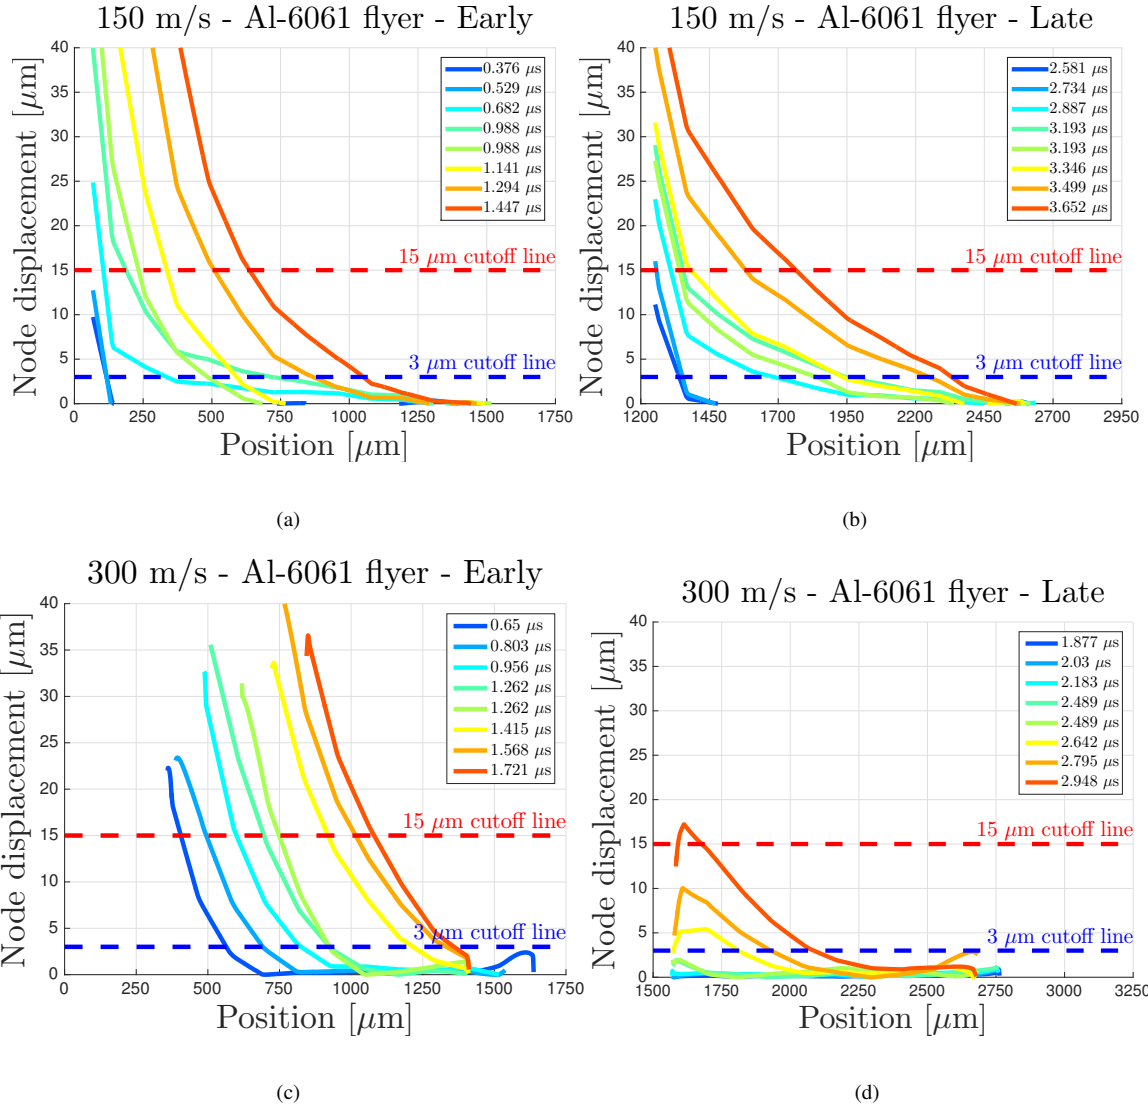 150 m/s - Al-6061 flyer - Early
Node displacement [μm]
40
35
30
25
20
15
10
5
0
0 250 500 750 1000 1250 1500 1750
Position [μm]
0.376 μs
0.529 μs
0.682 μs
0.988 μs
0.988 μs
1.141 μs
1.294 μs
1.447 μs
15 μm cutoff line
3 μm cutoff line
(a)
150 m/s - Al-6061 flyer - Late
Node displacement [μm]
40
35
30
25
20
15
10
5
0
1200 1450 1700 1950 2200 2450 2700 2950
Position [μm]
2.581 μs
2.734 μs
2.887 μs
3.193 μs
3.193 μs
3.346 μs
3.499 μs
3.652 μs
15 μm cutoff line
3 μm cutoff line
(b)
300 m/s - Al-6061 flyer - Early
Node displacement [μm]
40
35
30
25
20
15
10
5
0
0 250 500 750 1000 1250 1500 1750
Position [μm]
0.65 μs
0.803 μs
0.956 μs
1.262 μs
1.262 μs
1.415 μs
1.568 μs
1.721 μs
15 μm cutoff line
3 μm cutoff line
(c)
300 m/s - Al-6061 flyer - Late
Node displacement [μm]
40
35
30
25
20
15
10
5
0
1500 1750 2000 2250 2500 2750 3000 3250
Position [μm]
1.877 μs
2.03 μs
2.183 μs
2.489 μs
2.489 μs
2.642 μs
2.795 μs
2.948 μs
15 μm cutoff line
3 μm cutoff line
(d)